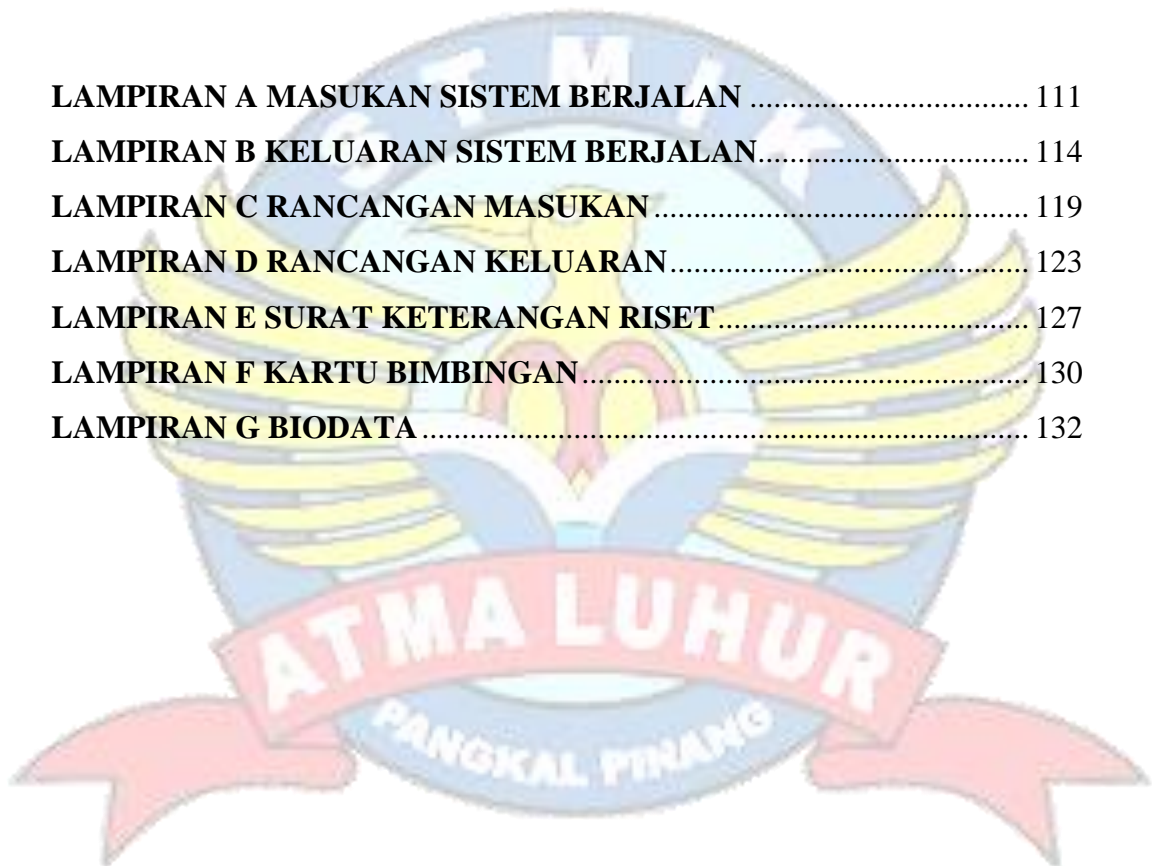 STMIK
LAMPIRAN A MASUKAN SISTEM BERJALAN .................................... 111
LAMPIRAN B KELUARAN SISTEM BERJALAN................................... 114
LAMPIRAN C RANCANGAN MASUKAN ................................................ 119
LAMPIRAN D RANCANGAN KELUARAN.............................................. 123
LAMPIRAN E SURAT KETERANGAN RISET ........................................ 127
LAMPIRAN F KARTU BIMBINGAN ......................................................... 130
LAMPIRAN G BIODATA .............................................................................. 132
ATMA LUHUR
PANGKAL PINANG